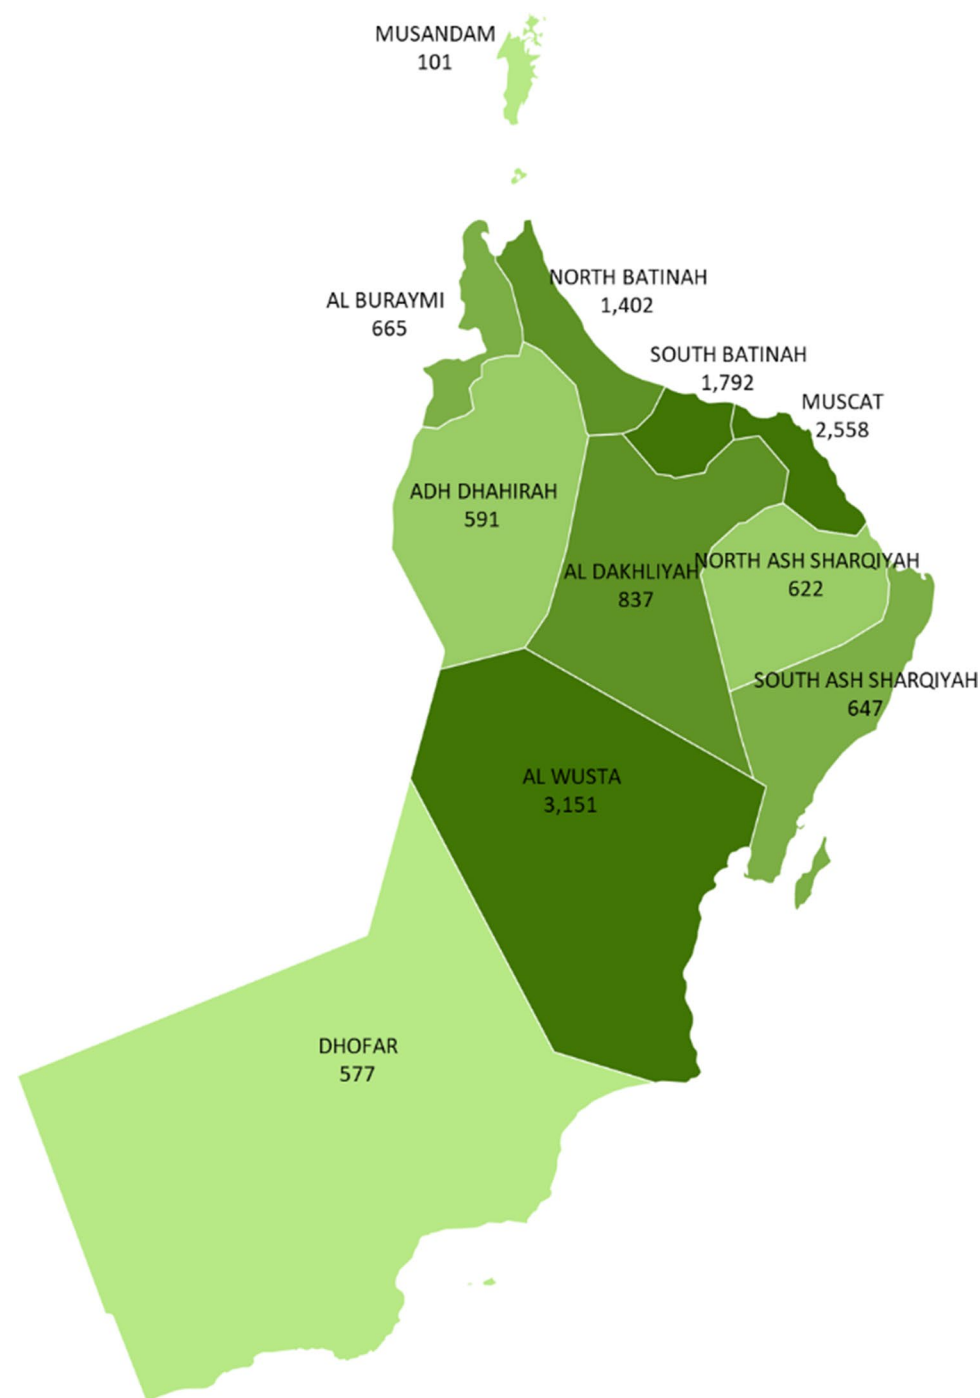 MUSANDAM
101
NORTH BATINAH
1,402
AL BURAYMI
665
SOUTH BATINAH
1,792
MUSCAT
2,558
ADH DHAHIRAH
591
AL DAKHLIYAH
837
NORTH ASH SHARQIYAH
622
SOUTH ASH SHARQIYAH
647
AL WUSTA
3,151
DHOFAR
577